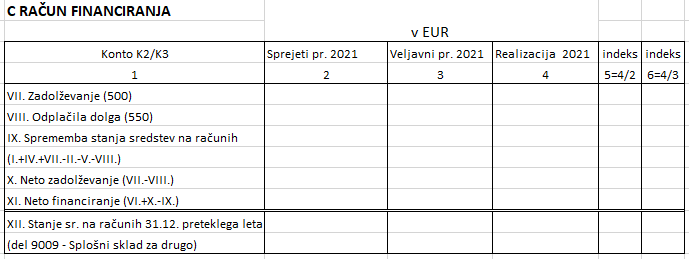 C RAČUN FINANCIRANJA
v EUR
Konto K2/K3 Sprejeti pr. 2021 Veljavni pr. 2021 Realizacija 2021 indeks indeks
1 2 3 4 5=4/2 6=4/3
VII. Zadolževanje (500)
VIII. Odplačila dolga (550)
IX. Sprememba stanja sredstev na računih
(I.+IV.+VII.-II.-V.-VIII.)
X. Neto zadolževanje (VII.-VIII.)
XI. Neto financiranje (VI.+X.-IX.)
XII. Stanje sr. na računih 31.12. preteklega leta
(del 9009 - Splošni sklad za drugo)